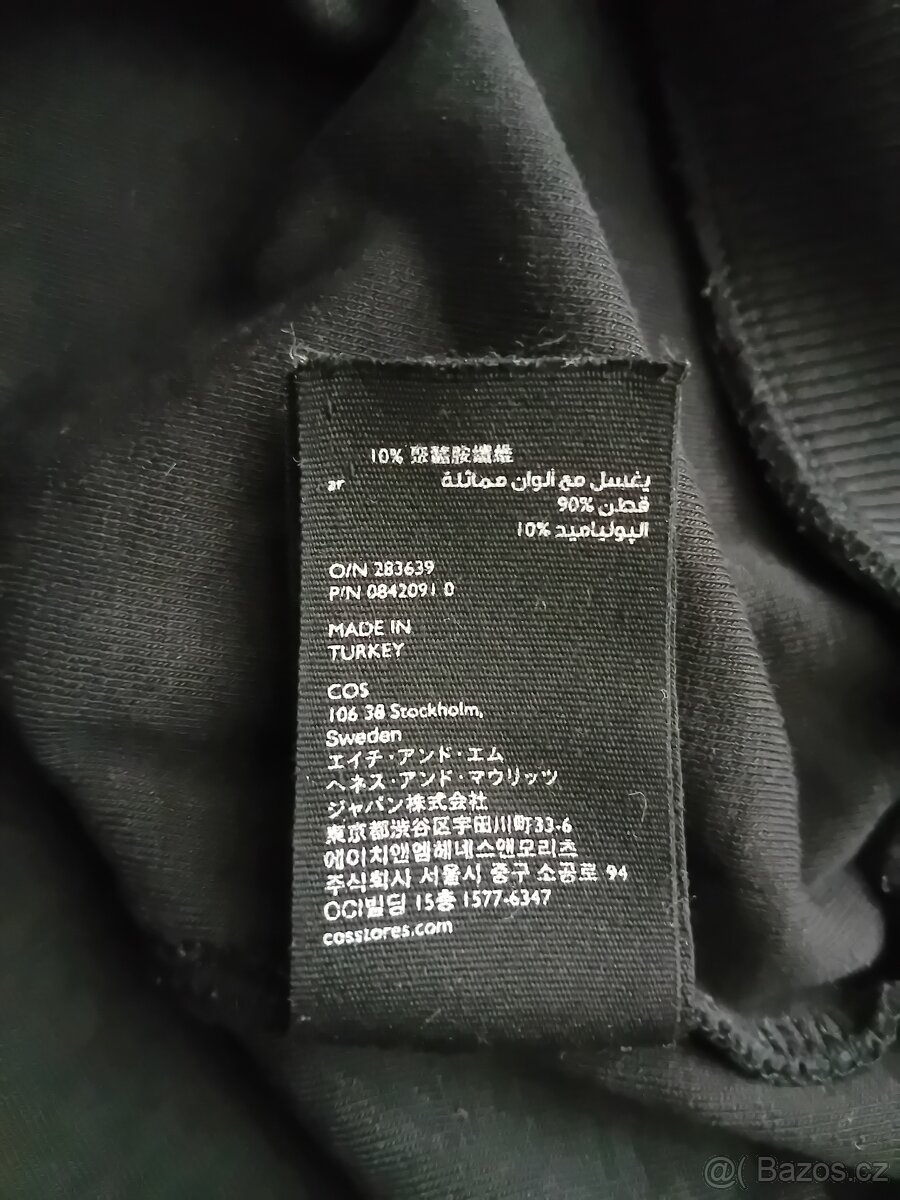 10% 聚醯胺纖維
ar يغسل مع ألوان مماثلة
قطن 90%
البولياميد 10%
O/N 283639
P/N 0842091 0
MADE IN
TURKEY
COS
106 38 Stockholm,
Sweden
エイチ・アンド・エム
ヘネス・アンド・マウリッツ
ジャパン株式会社
東京都渋谷区宇田川町33-6
에이치앤엠헤네스앤모리츠
주식회사 서울시 중구 소공로 94
OCI빌딩 15층 1577-6347
cosstores.com
@( Bazos.cz